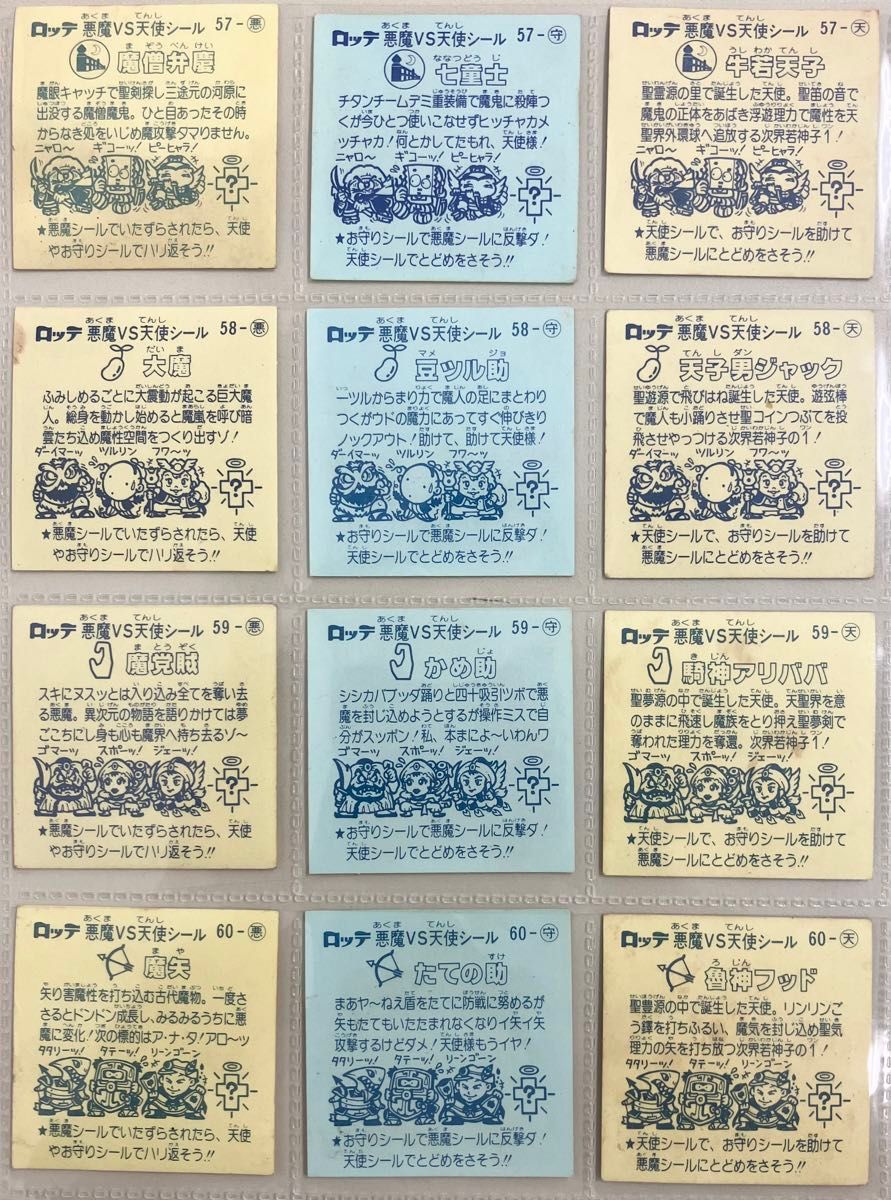 ロッテ 悪魔VS天使シール 57-悪
魔僧弁慶
魔眼キャッチで聖剣探し三途元の河原に
出没する魔僧魔鬼。ひと目あったその時
からなき処をいじめ魔攻撃タマりません。
ニャロ〜 ギコーッ! ピーヒャラ!
?
★悪魔シールでいたずらされたら、天使
やお守りシールでハリ返そう!!
ロッテ 悪魔VS天使シール 57-守
七童士
チタンチームデミ重装備で魔鬼に殺陣つ
くが今ひとつ使いこなせずヒッチャカメ
ッチャカ!何とかしてたもれ、天使様!
ニャロ〜 ギコーッ! ピーヒャラ!
?
★お守りシールで悪魔シールに反撃ダ!
天使シールでとどめをさそう!!
ロッテ 悪魔VS天使シール 57-天
牛若天子
聖霊源の里で誕生した天使。聖笛の音で
魔鬼の正体をあばき浮遊理力で魔性を天
聖界外環球へ追放する次界若神子1!
ニャロ〜 ギコーッ! ピーヒャラ!
?
★天使シールで、お守りシールを助けて
悪魔シールにとどめをさそう!!
ロッテ 悪魔VS天使シール 58-悪
大魔
ふみしめるごとに大震動が起こる巨大魔
人。総身を動かし始めると魔嵐を呼び暗
雲たち込め魔性空間をつくり出すゾ!
ダーイマーッ ツルリン フワ〜ッ
?
★悪魔シールでいたずらされたら、天使
やお守りシールでハリ返そう!!
ロッテ 悪魔VS天使シール 58-守
豆ツル助
一ツルからまり力で魔人の足にまとわり
つくがウドの魔力にあってすぐ伸びきり
ノックアウト!助けて、助けて天使様!
ダーイマーッ ツルリン フワ〜ッ
?
★お守りシールで悪魔シールに反撃ダ!
天使シールでとどめをさそう!!
ロッテ 悪魔VS天使シール 58-天
天子男ジャック
聖遊源で飛びはね誕生した天使。遊弦棒
で魔人も小踊りさせ聖コインつぶてを投
飛させやっつける次界若神子の1!
ダーイマーッ ツルリン フワ〜ッ
?
★天使シールで、お守りシールを助けて
悪魔シールにとどめをさそう!!
ロッテ 悪魔VS天使シール 59-悪
魔党賊
スキにヌスッとは入り込み全てを奪い去
る悪魔。異次元の物語を語りかけては夢
ごこちにし身も心も魔界へ持ち去るゾ〜
ゴマーッ スポーッ! ジェーッ!
?
★悪魔シールでいたずらされたら、天使
やお守りシールでハリ返そう!!
ロッテ 悪魔VS天使シール 59-守
かめ助
シシカバブッダ踊りと四十吸引ツボで悪
魔を封じ込めようとするが操作ミスで自
分がスッポン!私、本まによ〜いわんワ
ゴマーッ スポーッ! ジェーッ!
?
★お守りシールで悪魔シールに反撃ダ!
天使シールでとどめをさそう!!
ロッテ 悪魔VS天使シール 59-天
騎神アリババ
聖夢源の中で誕生した天使。天聖界を意
のままに飛速し魔族をとり押え聖夢剣で
奪われた理力を奪還。次界若神子1!
ゴマーッ スポーッ! ジェーッ!
?
★天使シールで、お守りシールを助けて
悪魔シールにとどめをさそう!!
ロッテ 悪魔VS天使シール 60-悪
魔矢
矢り害魔性を打ち込む古代魔物。一度さ
さるとドンドン成長し、みるみるうちに悪
魔に変化!次の標的はア・ナ・タ!アロ〜ッ
タタリーッ! タテーッ! リーンゴーン
?
★悪魔シールでいたずらされたら、天使
やお守りシールでハリ返そう!!
ロッテ 悪魔VS天使シール 60-守
たての助
まあヤ〜ねえ盾をたてに防戦に努めるが
矢もたてもいたたまれなくなりイ矢イ矢
攻撃するけどダメ!天使様もうイヤ!
タタリーッ! タテーッ! リーンゴーン
?
★お守りシールで悪魔シールに反撃ダ!
天使シールでとどめをさそう!!
ロッテ 悪魔VS天使シール 60-天
魯神フッド
聖豊源の中で誕生した天使。リンリンご
う鐸を打ちふるい、魔気を封じ込め聖気
理力の矢を打ち放つ次界若神子の1!
タタリーッ! タテーッ! リーンゴーン
?
★天使シールで、お守りシールを助けて
悪魔シールにとどめをさそう!!